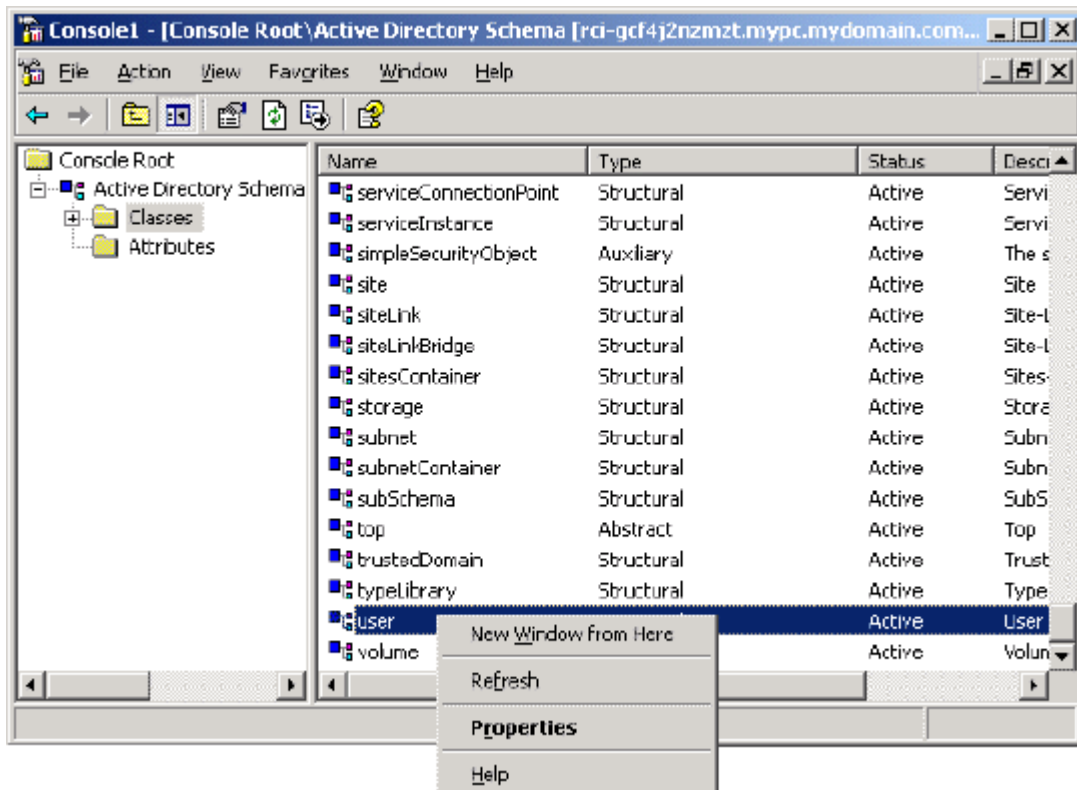 Console1 - [Console Root\Active Directory Schema [rci-gcf4j2nzmzt.mypc.mydomain.com...
File Action View Favorites Window Help
Console Root
Active Directory Schema
Classes
Attributes
Name Type Status Descr
serviceConnectionPoint Structural Active Servi
serviceInstance Structural Active Servi
simpleSecurityObject Auxiliary Active The s
site Structural Active Site
siteLink Structural Active Site-L
siteLinkBridge Structural Active Site-L
sitesContainer Structural Active Sites-
storage Structural Active Stora
subnet Structural Active Subn
subnetContainer Structural Active Subn
subSchema Structural Active SubS
top Abstract Active Top
trustedDomain Structural Active Trust
typeLibrary Structural Active Type
user Active User
volume Active Volun
New Window from Here
Refresh
Properties
Help